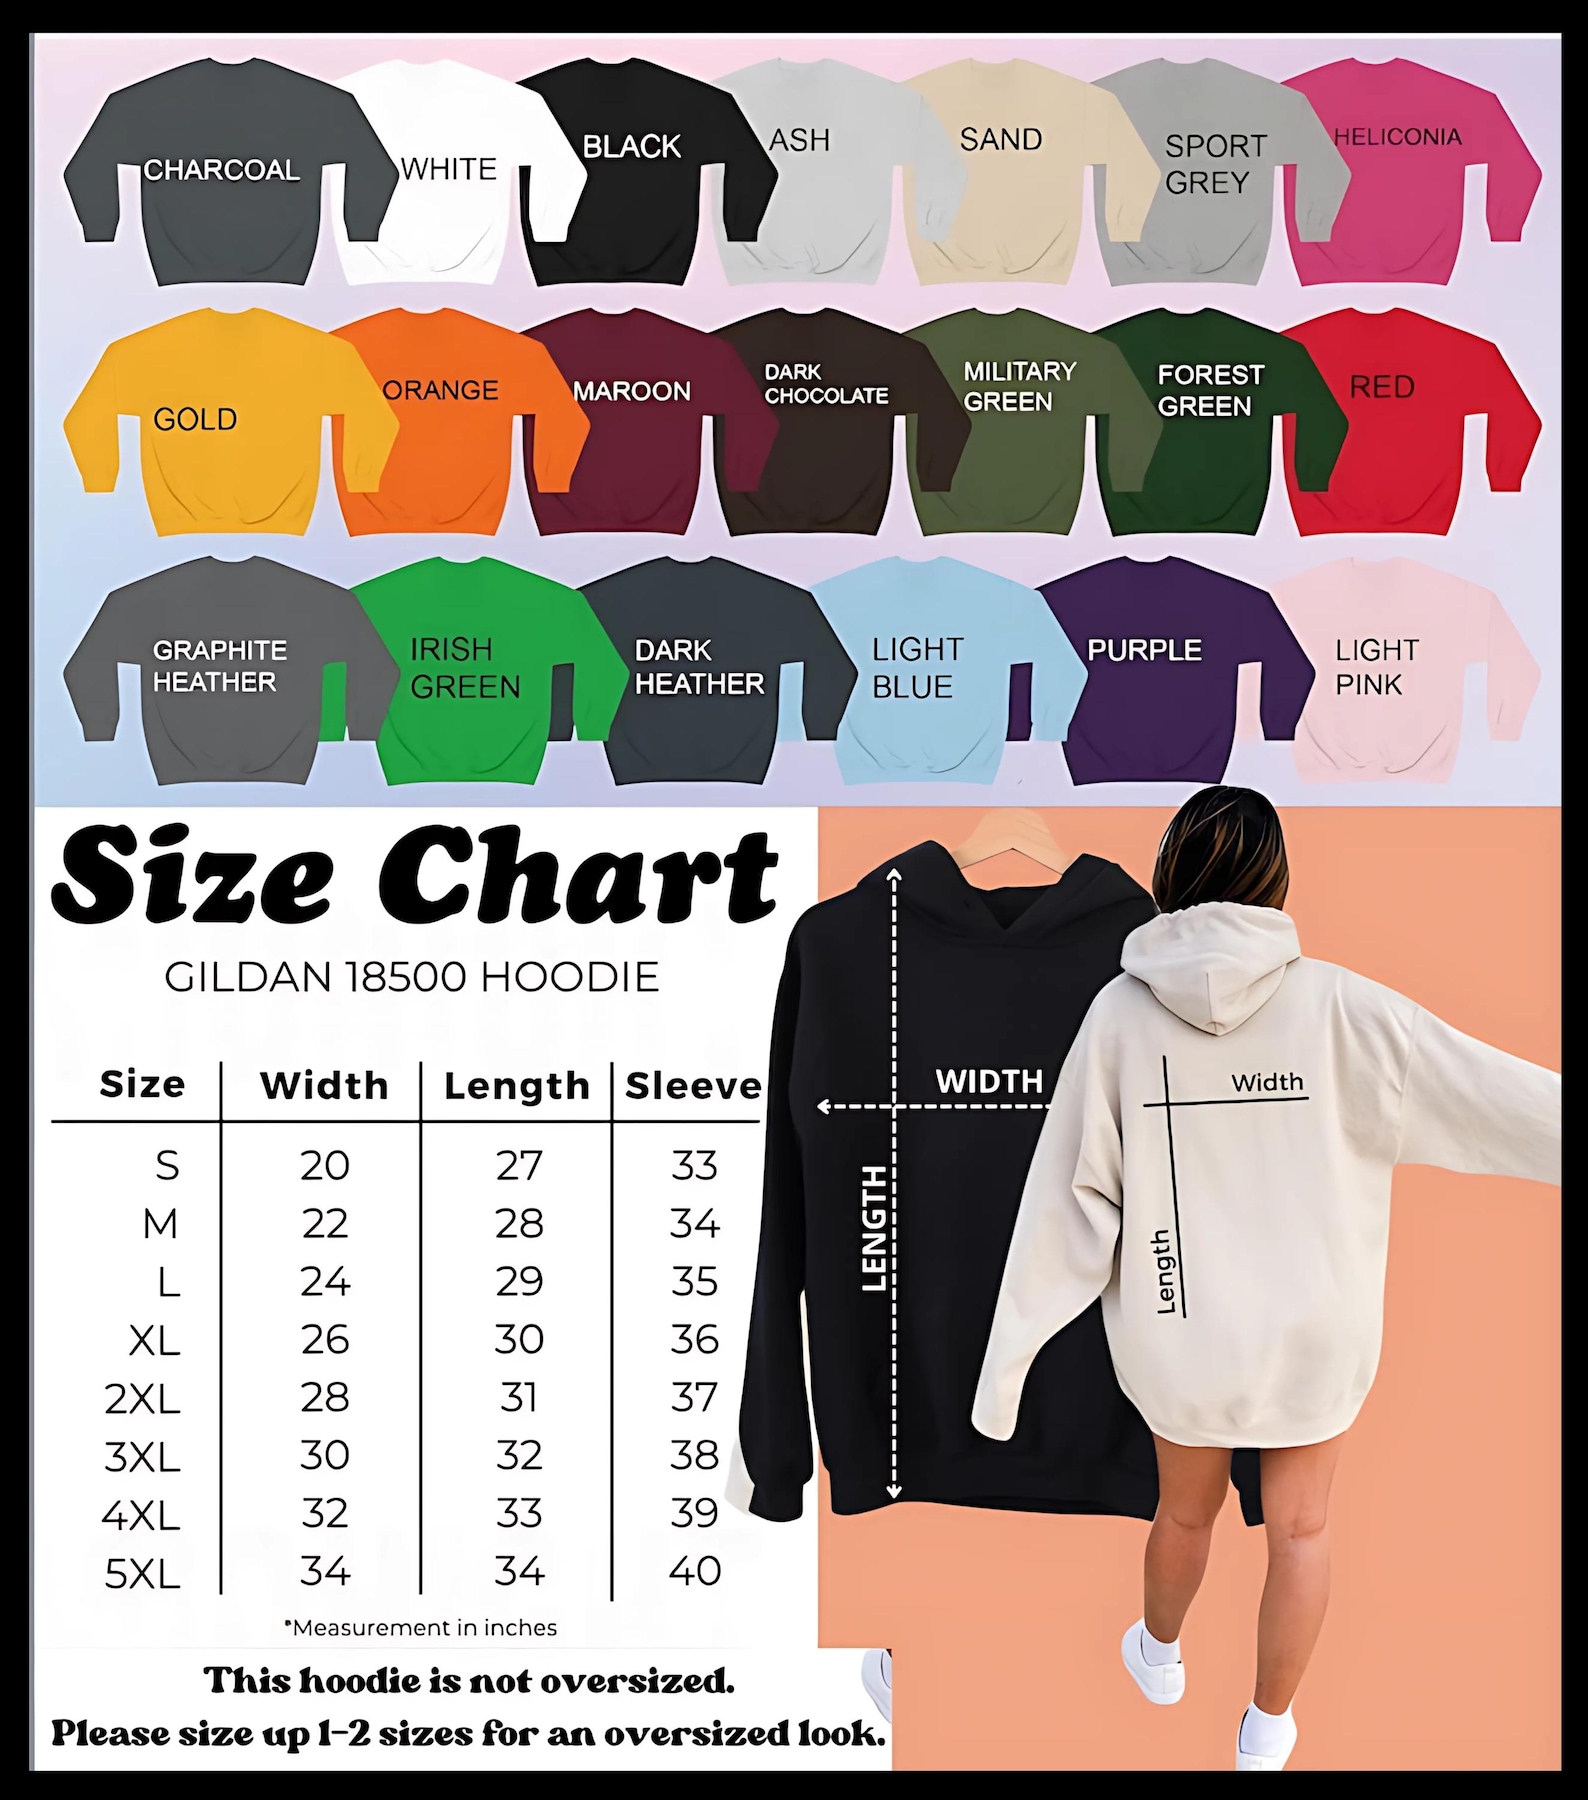 CHARCOAL
WHITE
BLACK
ASH
SAND
SPORT
GREY
HELICONIA
GOLD
ORANGE
MAROON
DARK
CHOCOLATE
MILITARY
GREEN
FOREST
GREEN
RED
GRAPHITE
HEATHER
IRISH
GREEN
DARK
HEATHER
LIGHT
BLUE
PURPLE
LIGHT
PINK
Size Chart
GILDAN 18500 HOODIE
Size Width Length Sleeve
S 20 27 33
M 22 28 34
L 24 29 35
XL 26 30 36
2XL 28 31 37
3XL 30 32 38
4XL 32 33 39
5XL 34 34 40
*Measurement in inches
This hoodie is not oversized.
Please size up 1-2 sizes for an oversized look.
WIDTH
LENGTH
Width
Length